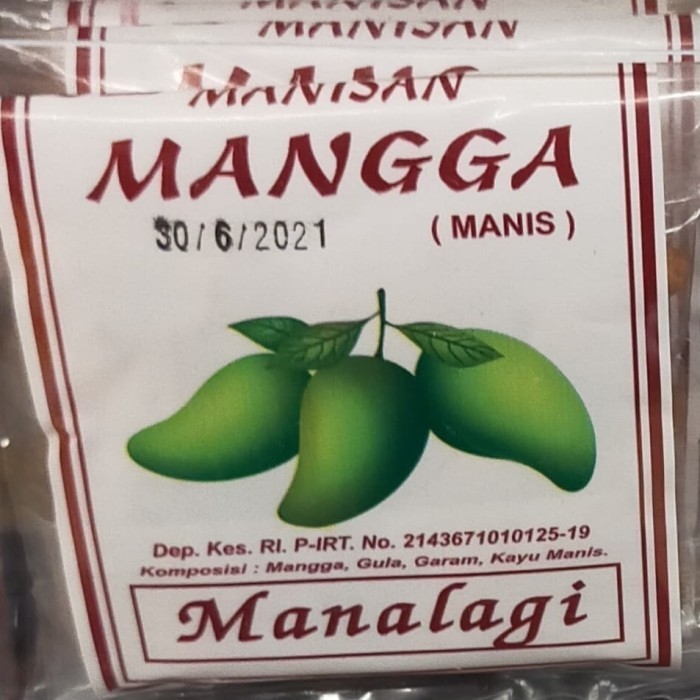 MANISAN
MANISAN
MANISAN
MANGGA
30/6/2021
( MANIS )
Dep. Kes. RI. P-IRT. No. 2143671010125-19
Komposisi : Mangga, Gula, Garam, Kayu Manis.
Manalagi